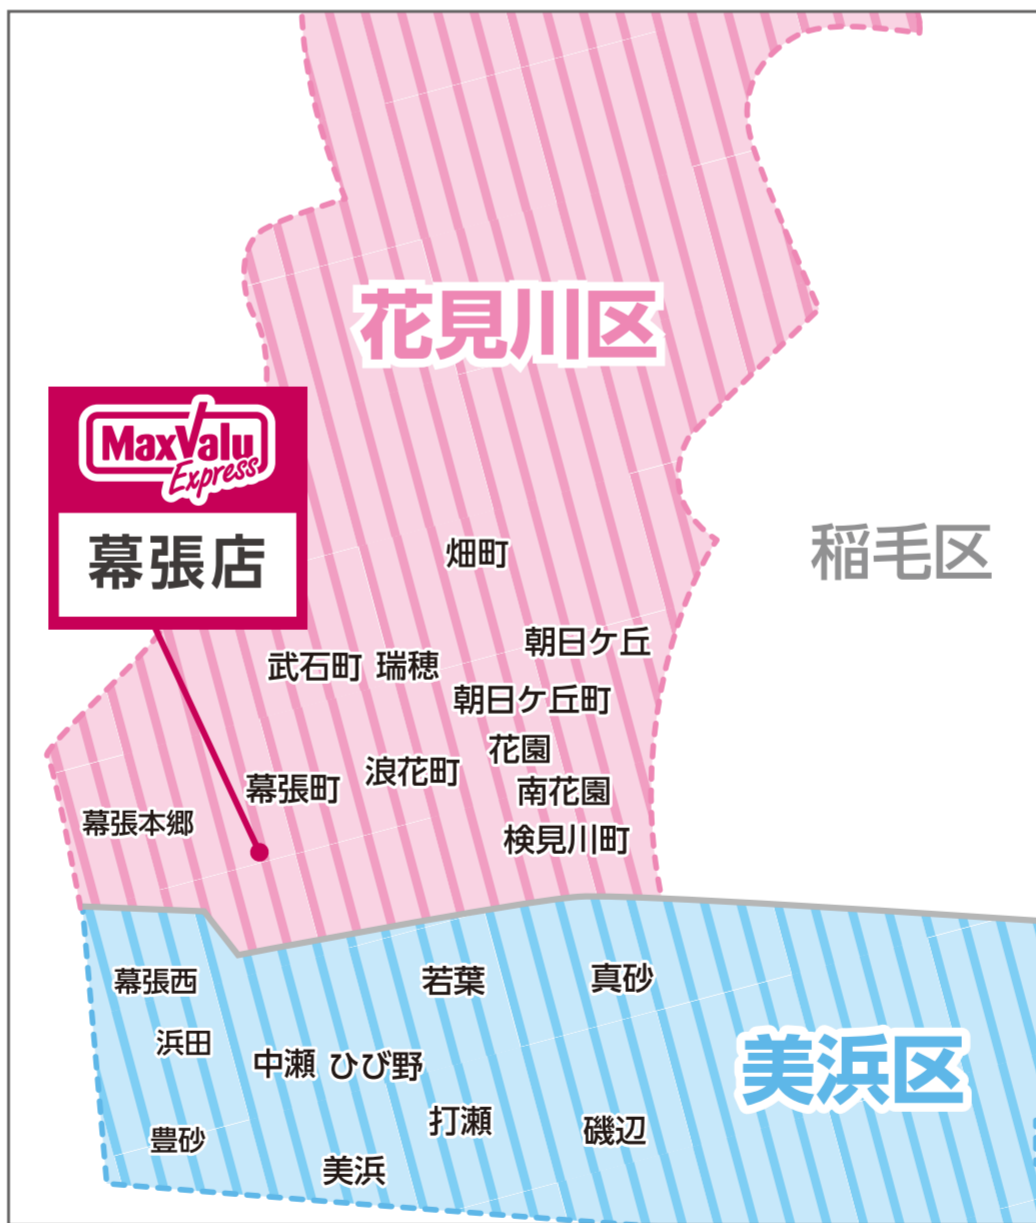 花見川区
MaxValu
Express
幕張店
稲毛区
畑町
朝日ケ丘
武石町 瑞穂
朝日ケ丘町
花園
浪花町
幕張町
南花園
幕張本郷
検見川町
幕張西
若葉
真砂
浜田
中瀬 ひび野
美浜区
打瀬
磯辺
豊砂
美浜